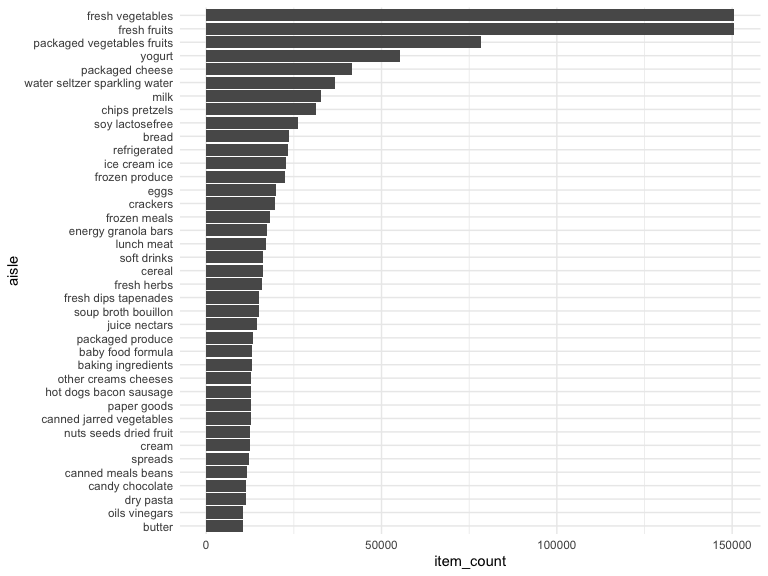 fresh vegetables
fresh fruits
packaged vegetables fruits
yogurt
packaged cheese
water seltzer sparkling water
milk
chips pretzels
soy lactosefree
bread
refrigerated
ice cream ice
frozen produce
eggs
crackers
frozen meals
energy granola bars
lunch meat
soft drinks
cereal
fresh herbs
fresh dips tapenades
soup broth bouillon
juice nectars
packaged produce
baby food formula
baking ingredients
other creams cheeses
hot dogs bacon sausage
paper goods
canned jarred vegetables
nuts seeds dried fruit
cream
spreads
canned meals beans
candy chocolate
dry pasta
oils vinegars
butter
aisle
0 50000 100000 150000
item_count